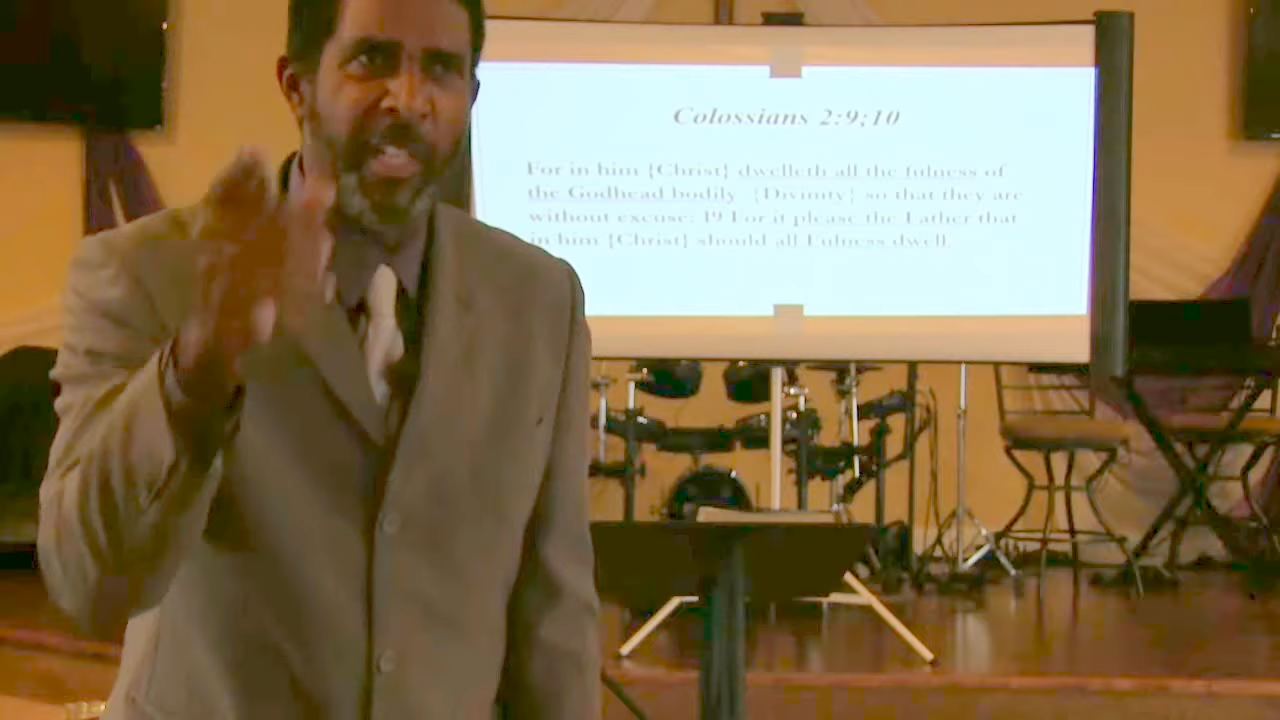 Colossians 2:9;10
For in him {Christ} dwelleth all the fulness of
the Godhead bodily {Divinity} so that they are
without excuse: 19 For it please the Father that
in him {Christ} should all Fulness dwell.